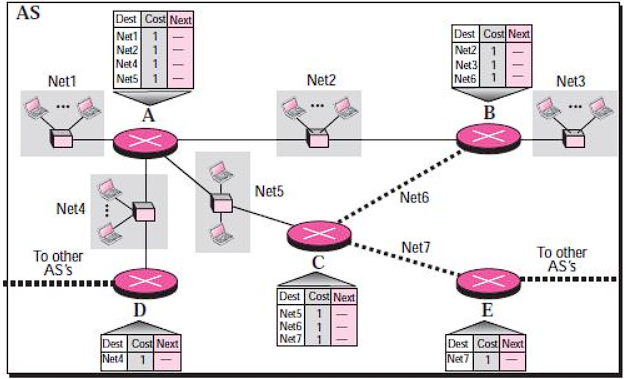 AS
Dest Cost Next
Net1 1 —
Net2 1 —
Net4 1 —
Net5 1 —
A
Dest Cost Next
Net2 1 —
Net3 1 —
Net6 1 —
B
Net1
Net2
Net3
Net4
Net5
Net6
Net7
To other
AS's
D
C
To other
AS's
E
Dest Cost Next
Net5 1 —
Net6 1 —
Net7 1 —
Dest Cost Next
Net4 1 —
Dest Cost Next
Net7 1 —